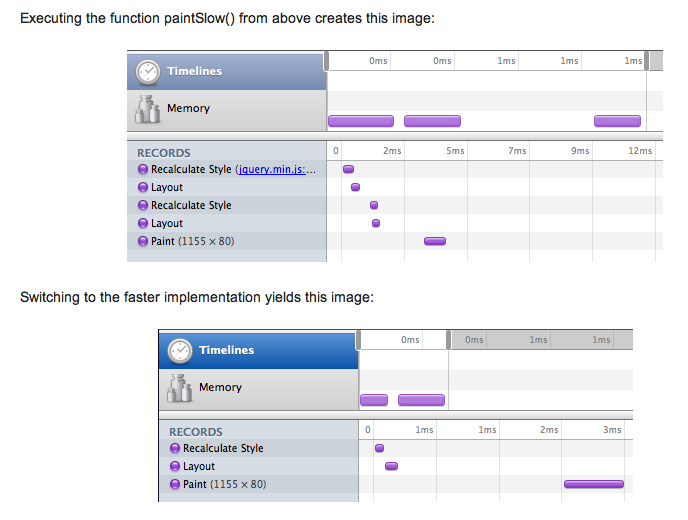 Executing the function paintSlow() from above creates this image:
0ms 0ms 1ms 1ms 1ms
Timelines
Memory
RECORDS 0 2ms 5ms 7ms 9ms 12ms
Recalculate Style (jquery.min.js:...
Layout
Recalculate Style
Layout
Paint (1155 × 80)
Switching to the faster implementation yields this image:
0ms 0ms 1ms 1ms
Timelines
Memory
RECORDS 0 1ms 1ms 2ms 3ms
Recalculate Style
Layout
Paint (1155 × 80)